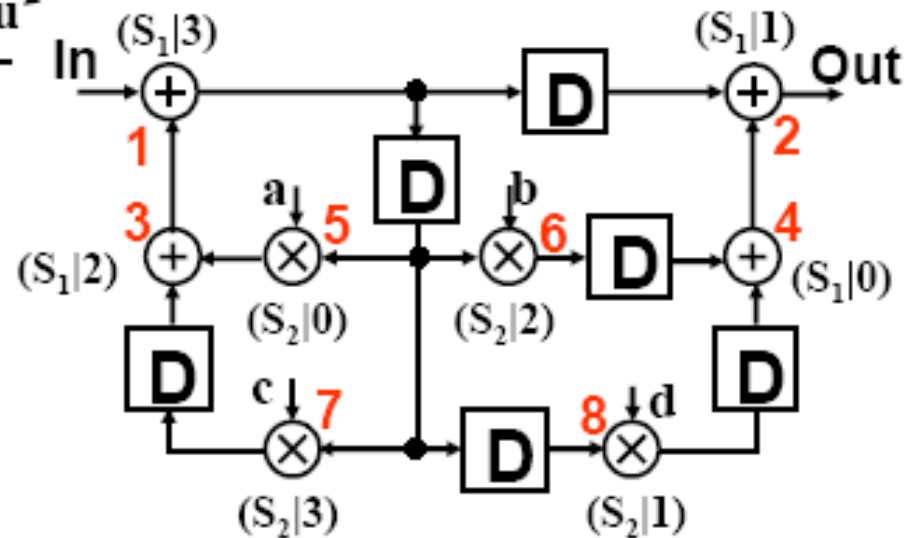 u
(S₁|3)
(S₁|1)
In
+
D
+
Out
1
D
2
a
b
3
5
6
4
+
×
×
D
+
(S₁|2)
(S₂|0)
(S₂|2)
(S₁|0)
D
D
c
7
8
d
×
D
×
(S₂|3)
(S₂|1)